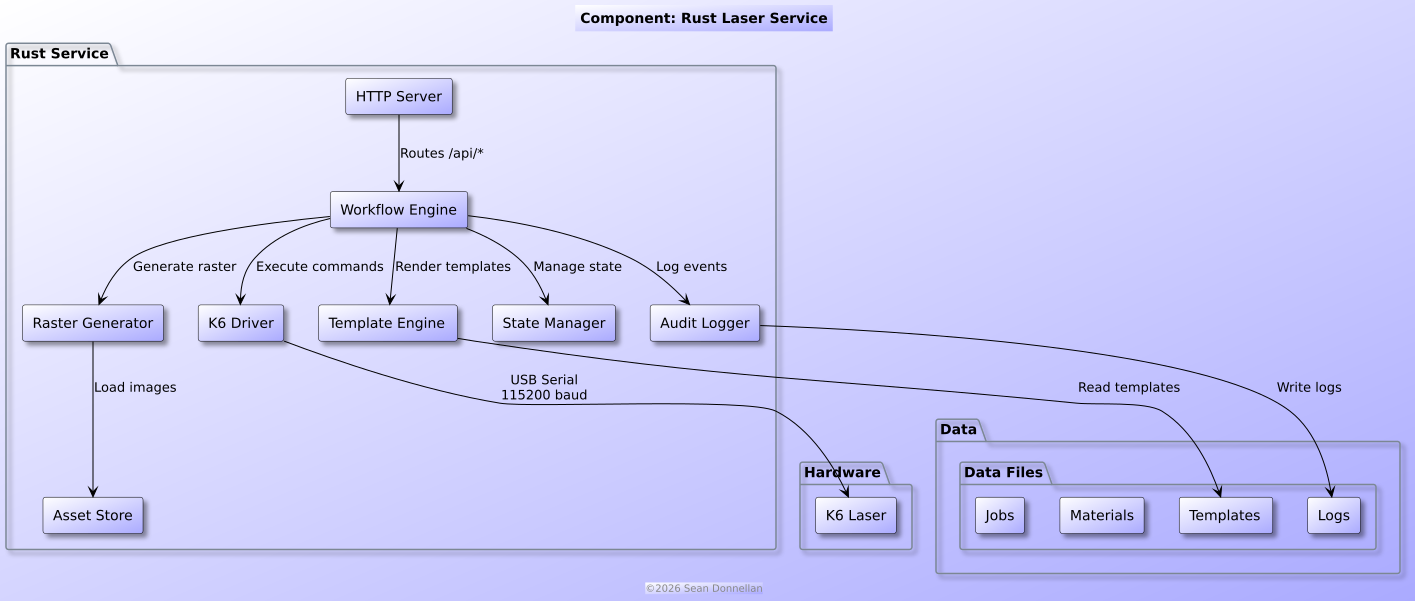 Component: Rust Laser Service
Rust Service
HTTP Server
Routes /api/*
Workflow Engine
Generate raster
Execute commands
Render templates
Manage state
Log events
Raster Generator
K6 Driver
Template Engine
State Manager
Audit Logger
Load images
USB Serial
115200 baud
Read templates
Write logs
Data
Hardware
Data Files
Asset Store
K6 Laser
Jobs
Materials
Templates
Logs
©2026 Sean Donnellan